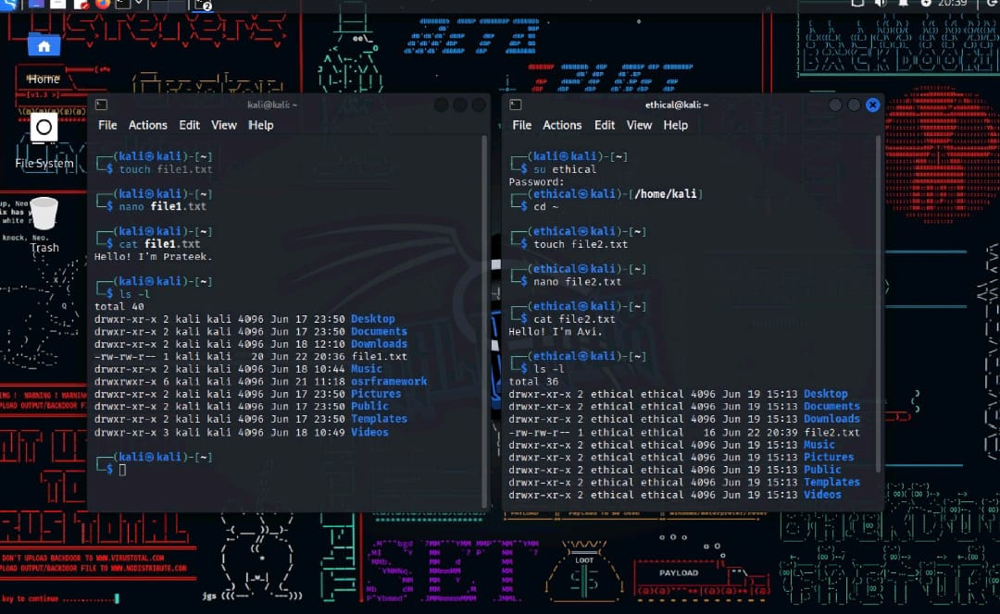 20:39
Home
File System
Trash
kali@kali: ~
File Actions Edit View Help
┌──(kali㉿kali)-[~]
└─$ touch file1.txt
┌──(kali㉿kali)-[~]
└─$ nano file1.txt
┌──(kali㉿kali)-[~]
└─$ cat file1.txt
Hello! I'm Prateek.
┌──(kali㉿kali)-[~]
└─$ ls -l
total 40
drwxr-xr-x 2 kali kali 4096 Jun 17 23:50 Desktop
drwxr-xr-x 2 kali kali 4096 Jun 17 23:50 Documents
drwxr-xr-x 2 kali kali 4096 Jun 18 12:10 Downloads
-rw-rw-r-- 1 kali kali   20 Jun 22 20:36 file1.txt
drwxr-xr-x 2 kali kali 4096 Jun 18 10:44 Music
drwxrwxr-x 6 kali kali 4096 Jun 21 11:18 osrframework
drwxr-xr-x 2 kali kali 4096 Jun 17 23:50 Pictures
drwxr-xr-x 2 kali kali 4096 Jun 17 23:50 Public
drwxr-xr-x 2 kali kali 4096 Jun 17 23:50 Templates
drwxr-xr-x 3 kali kali 4096 Jun 18 10:49 Videos
┌──(kali㉿kali)-[~]
└─$
ethical@kali: ~
File Actions Edit View Help
┌──(kali㉿kali)-[~]
└─$ su ethical
Password:
┌──(ethical㉿kali)-[/home/kali]
└─$ cd ~
┌──(ethical㉿kali)-[~]
└─$ touch file2.txt
┌──(ethical㉿kali)-[~]
└─$ nano file2.txt
┌──(ethical㉿kali)-[~]
└─$ cat file2.txt
Hello! I'm Avi.
┌──(ethical㉿kali)-[~]
└─$ ls -l
total 36
drwxr-xr-x 2 ethical ethical 4096 Jun 19 15:13 Desktop
drwxr-xr-x 2 ethical ethical 4096 Jun 19 15:13 Documents
drwxr-xr-x 2 ethical ethical 4096 Jun 19 15:13 Downloads
-rw-rw-r-- 1 ethical ethical   16 Jun 22 20:39 file2.txt
drwxr-xr-x 2 ethical ethical 4096 Jun 19 15:13 Music
drwxr-xr-x 2 ethical ethical 4096 Jun 19 15:13 Pictures
drwxr-xr-x 2 ethical ethical 4096 Jun 19 15:13 Public
drwxr-xr-x 2 ethical ethical 4096 Jun 19 15:13 Templates
drwxr-xr-x 2 ethical ethical 4096 Jun 19 15:13 Videos
[v1.3 >]
up, Neo
knock, Neo.
WARNING ! WARNING
DON'T UPLOAD BACKDOOR TO WWW.VIRUSTOTAL.COM
UPLOAD OUTPUT/BACKDOOR FILE TO WWW.NODISTRIBUTE.COM
key to continue
jgs
LOOT
PAYLOAD